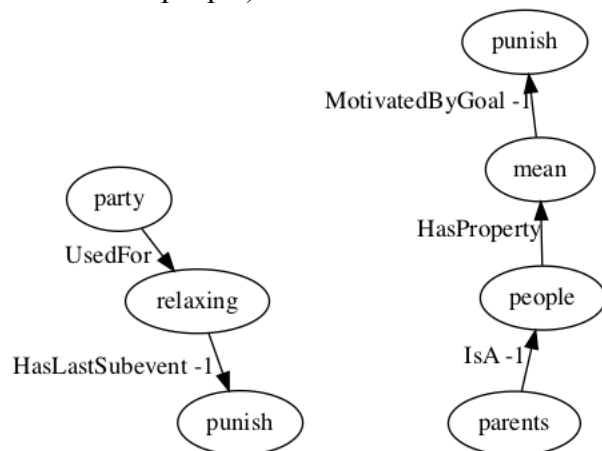 party
UsedFor
relaxing
HasLastSubevent -1
punish
punish
MotivatedByGoal -1
mean
HasProperty
people
IsA -1
parents